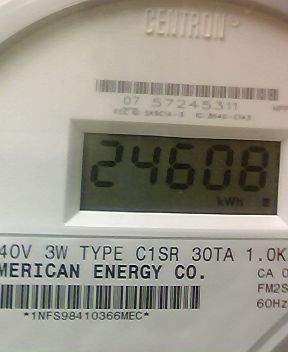 CENTRON
07 57245311
24608
kWh
40V 3W TYPE C1SR 30TA 1.0K
MERICAN ENERGY CO.
CA 0
FM2S
60Hz
*1NFS98410366MEC*